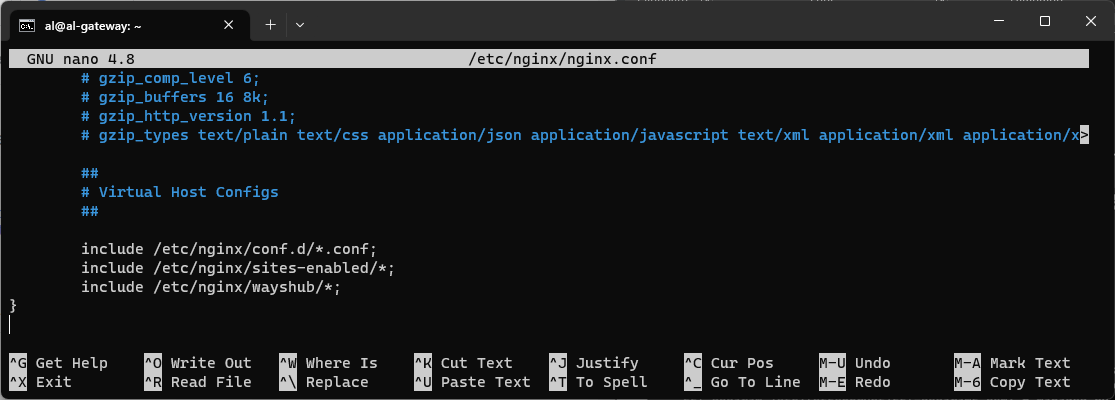 al@al-gateway: ~
GNU nano 4.8 /etc/nginx/nginx.conf
# gzip_comp_level 6;
# gzip_buffers 16 8k;
# gzip_http_version 1.1;
# gzip_types text/plain text/css application/json application/javascript text/xml application/xml application/x>
##
# Virtual Host Configs
##
include /etc/nginx/conf.d/*.conf;
include /etc/nginx/sites-enabled/*;
include /etc/nginx/wayshub/*;
}
^G Get Help ^O Write Out ^W Where Is ^K Cut Text ^J Justify ^C Cur Pos M-U Undo M-A Mark Text
^X Exit ^R Read File ^\ Replace ^U Paste Text ^T To Spell ^_ Go To Line M-E Redo M-6 Copy Text